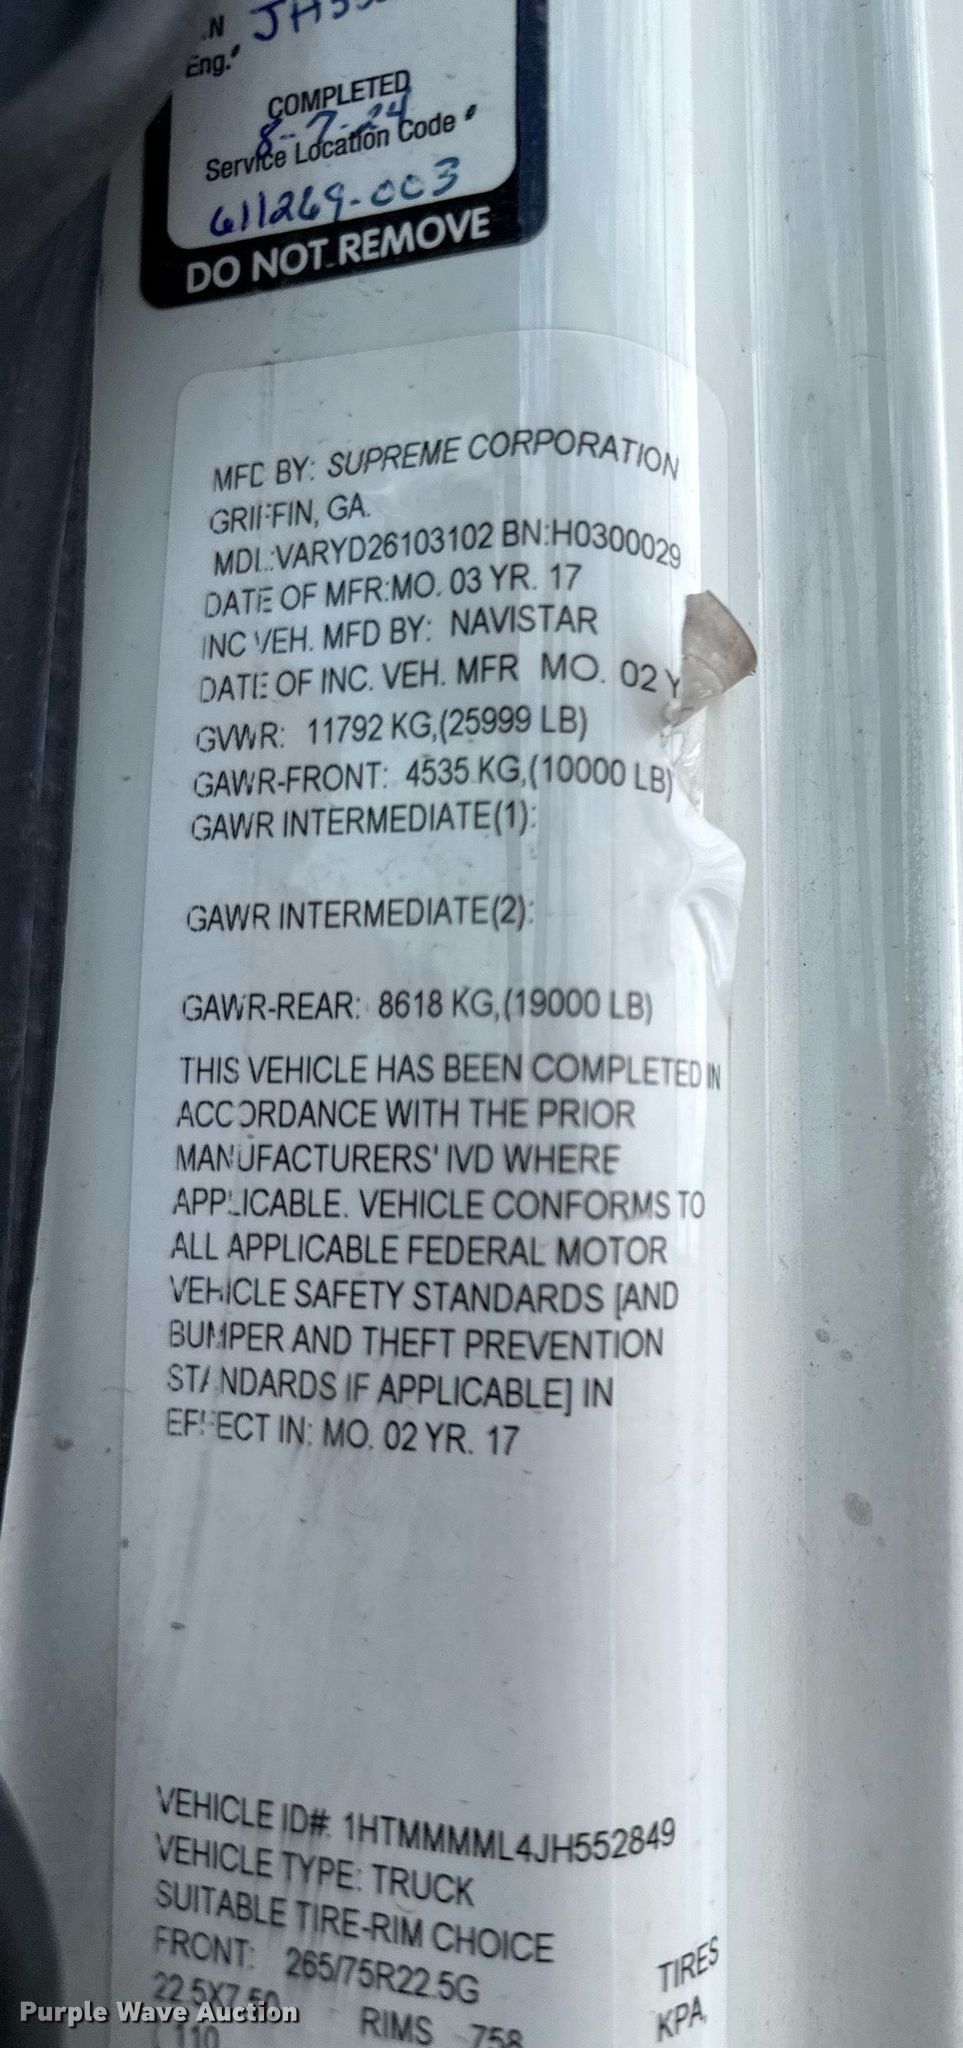 Eng.#
COMPLETED
8-7-24
Service Location Code #
611269-003
DO NOT REMOVE
MFD BY: SUPREME CORPORATION
GRIFFIN, GA.
MDL:VARYD26103102 BN:H0300029
DATE OF MFR:MO. 03 YR. 17
INC VEH. MFD BY: NAVISTAR
DATE OF INC. VEH. MFR MO. 02 Y
GVWR: 11792 KG,(25999 LB)
GAWR-FRONT: 4535 KG,(10000 LB)
GAWR INTERMEDIATE(1):
GAWR INTERMEDIATE(2):
GAWR-REAR: 8618 KG,(19000 LB)
THIS VEHICLE HAS BEEN COMPLETED IN
ACCORDANCE WITH THE PRIOR
MANUFACTURERS' IVD WHERE
APPLICABLE. VEHICLE CONFORMS TO
ALL APPLICABLE FEDERAL MOTOR
VEHICLE SAFETY STANDARDS [AND
BUMPER AND THEFT PREVENTION
STANDARDS IF APPLICABLE] IN
EFFECT IN: MO. 02 YR. 17
VEHICLE ID#: 1HTMMMML4JH552849
VEHICLE TYPE: TRUCK
SUITABLE TIRE-RIM CHOICE
FRONT: 265/75R22.5G TIRES
22.5X7.50 RIMS 758 KPA,
110
Purple Wave Auction